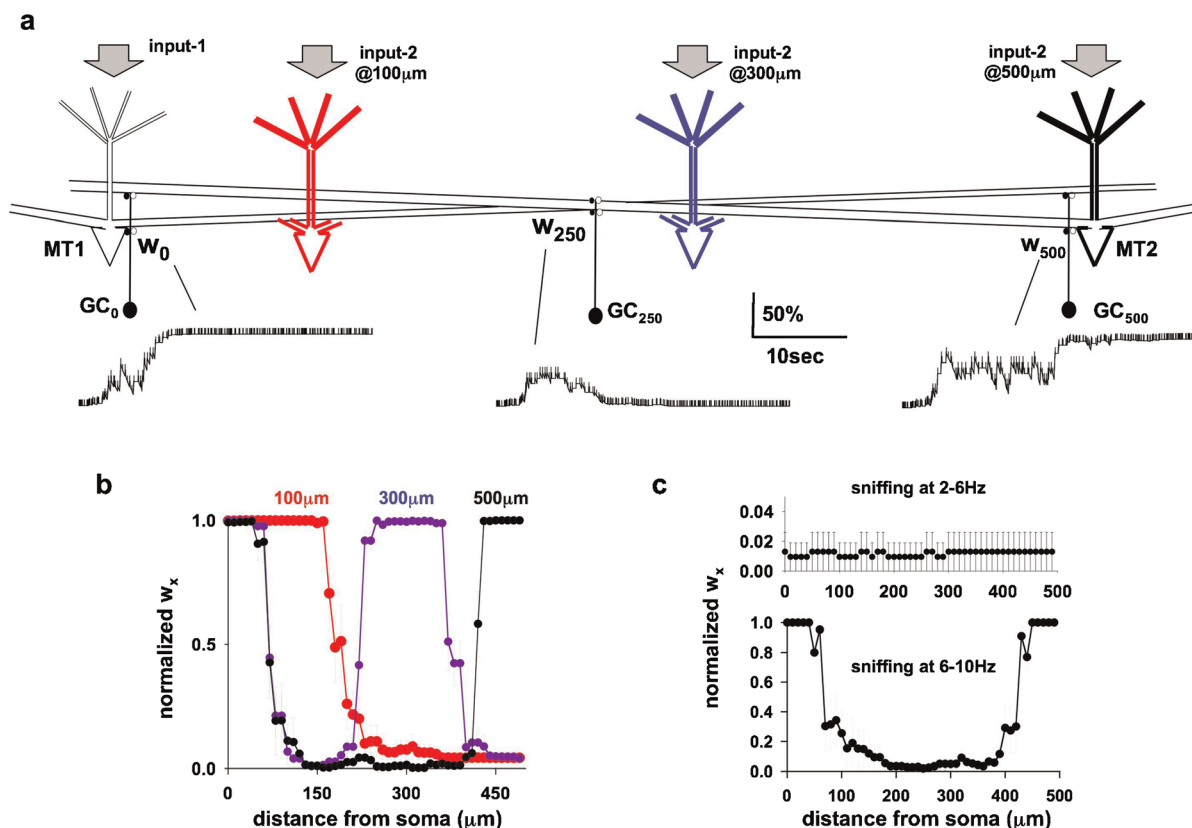 a
input-1
input-2
@100μm
input-2
@300μm
input-2
@500μm
MT1
W0
W250
W500
MT2
GC0
GC250
GC500
50%
10sec
b
100μm
300μm
500μm
normalized wx
1.0
0.5
0.0
0
150
300
450
distance from soma (μm)
c
sniffing at 2-6Hz
0.04
0.02
0.00
0
100
200
300
400
500
normalized wx
sniffing at 6-10Hz
1.0
0.8
0.6
0.4
0.2
0.0
0
100
200
300
400
500
distance from soma (μm)